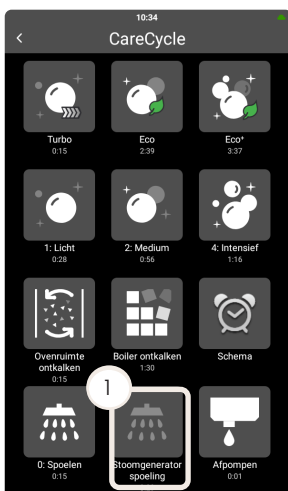 10:34
CareCycle
Turbo
0:15
Eco
2:39
Eco+
3:37
1: Licht
0:28
2: Medium
0:56
4: Intensief
1:16
Ovenruimte
ontkalken
0:15
Boiler ontkalken
1:30
Schema
1
0: Spoelen
0:15
Stoomgenerator
spoeling
Afpompen
0:01